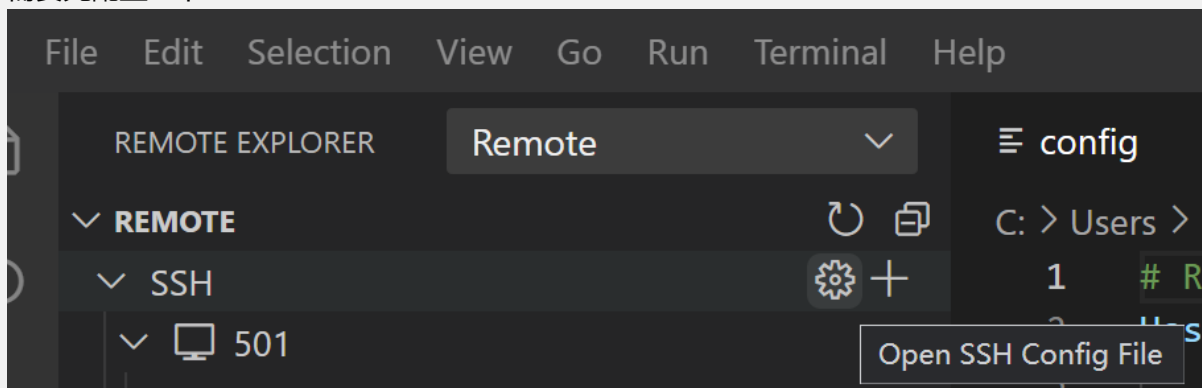 File Edit Selection View Go Run Terminal Help
REMOTE EXPLORER Remote config
REMOTE C: > Users >
SSH 1 # R
501
Open SSH Config File